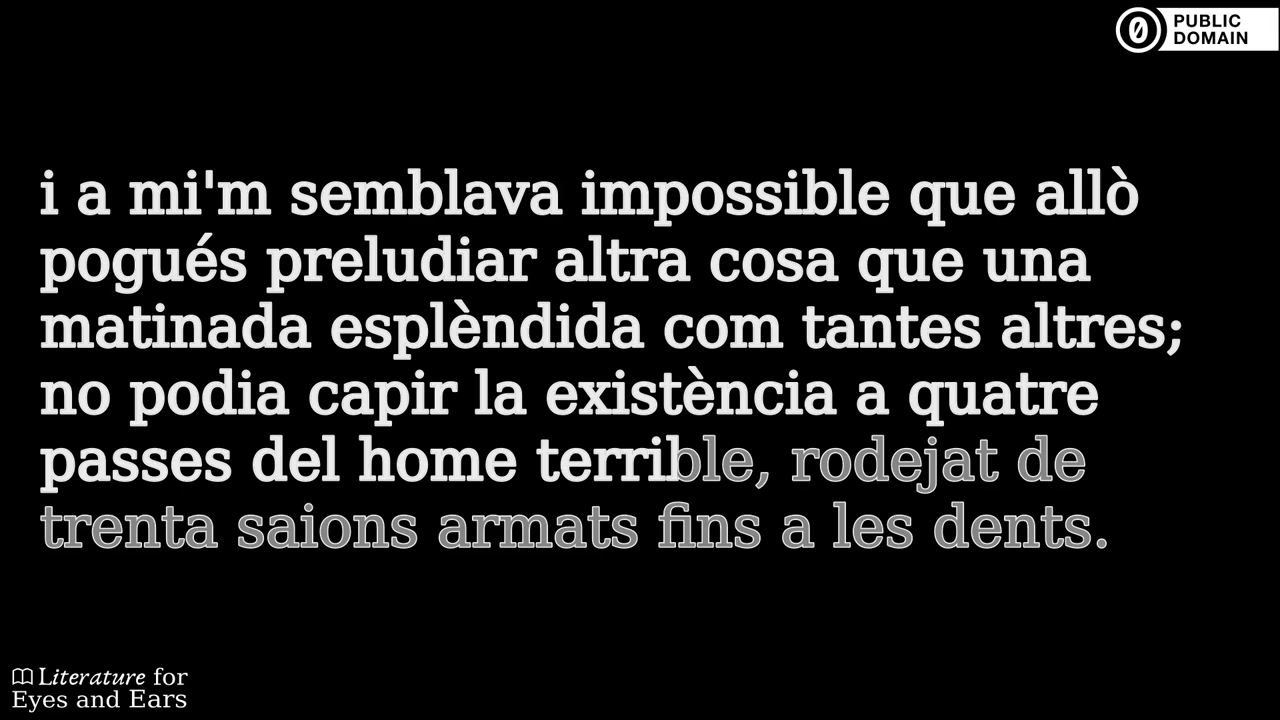 PUBLIC
DOMAIN
i a mi'm semblava impossible que allò
pogués preludiar altra cosa que una
matinada esplèndida com tantes altres;
no podia capir la existència a quatre
passes del home terrible, rodejat de
trenta saions armats fins a les dents.
Literature for
Eyes and Ears